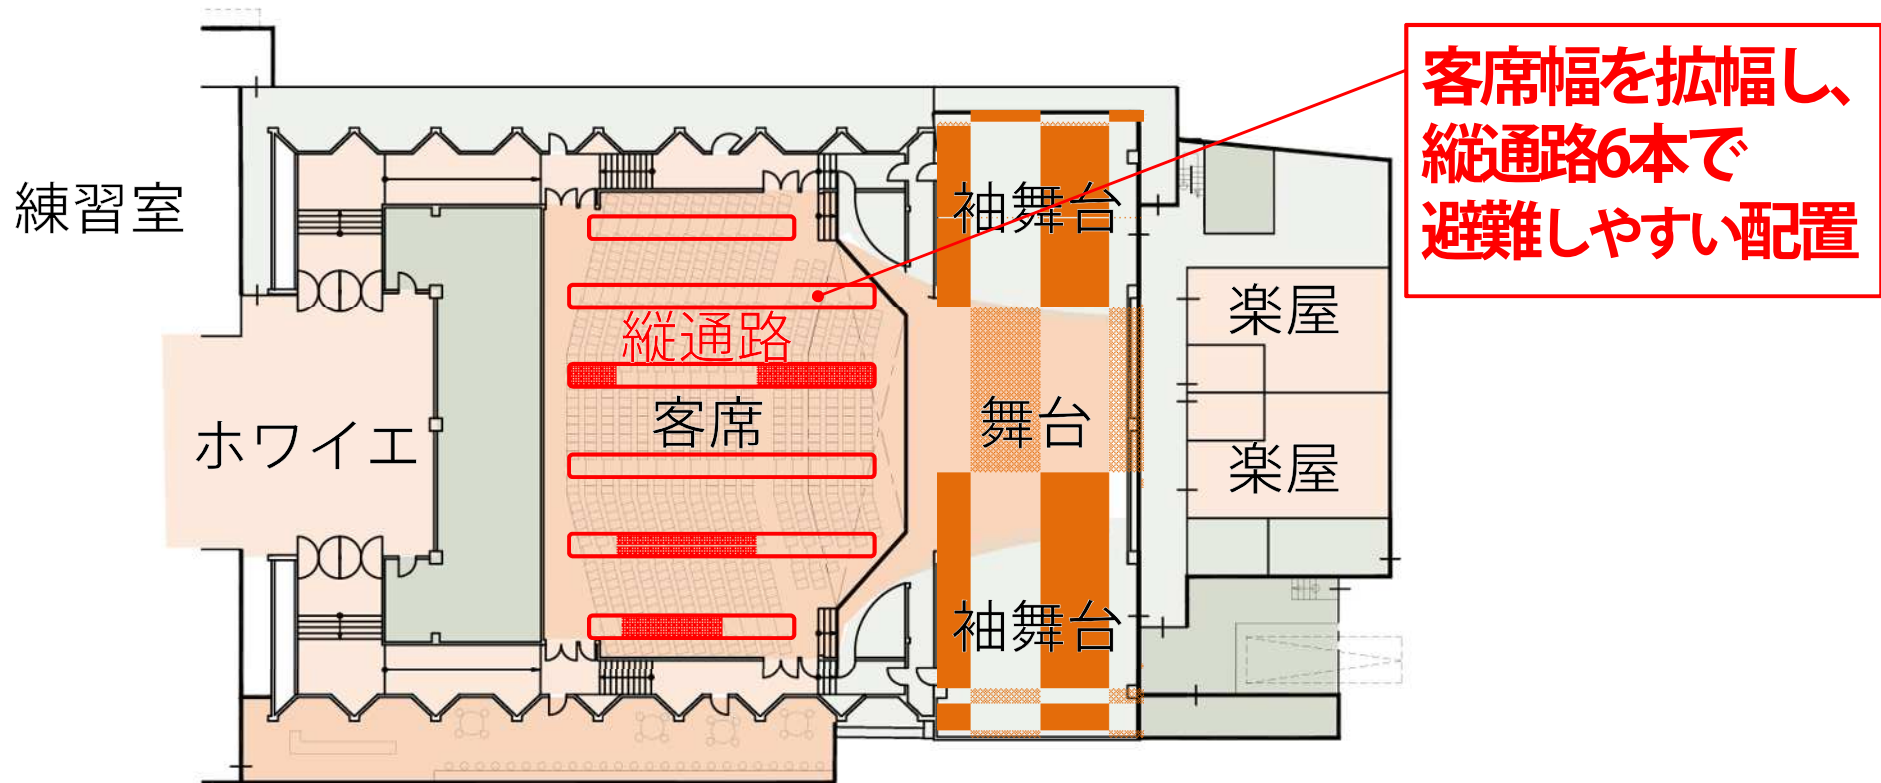 客席幅を拡幅し、
縦通路6本で
避難しやすい配置
練習室
袖舞台
楽屋
縦通路
客席
舞台
ホワイエ
楽屋
袖舞台